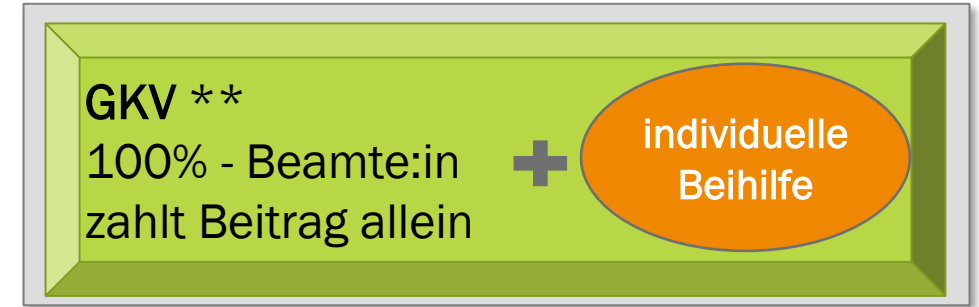 GKV **
100% - Beamte:in
zahlt Beitrag allein
+
individuelle
Beihilfe